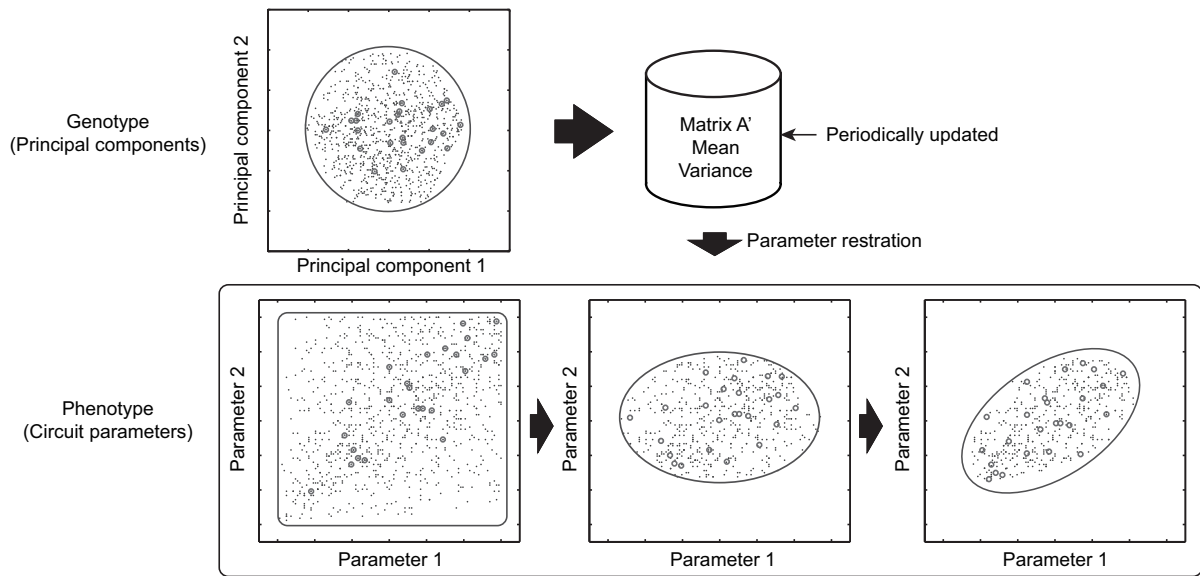 Principal component 2
Genotype
(Principal components)
Principal component 1
Matrix A'
Mean
Variance
Periodically updated
Parameter restration
Phenotype
(Circuit parameters)
Parameter 2
Parameter 1
Parameter 2
Parameter 1
Parameter 2
Parameter 1